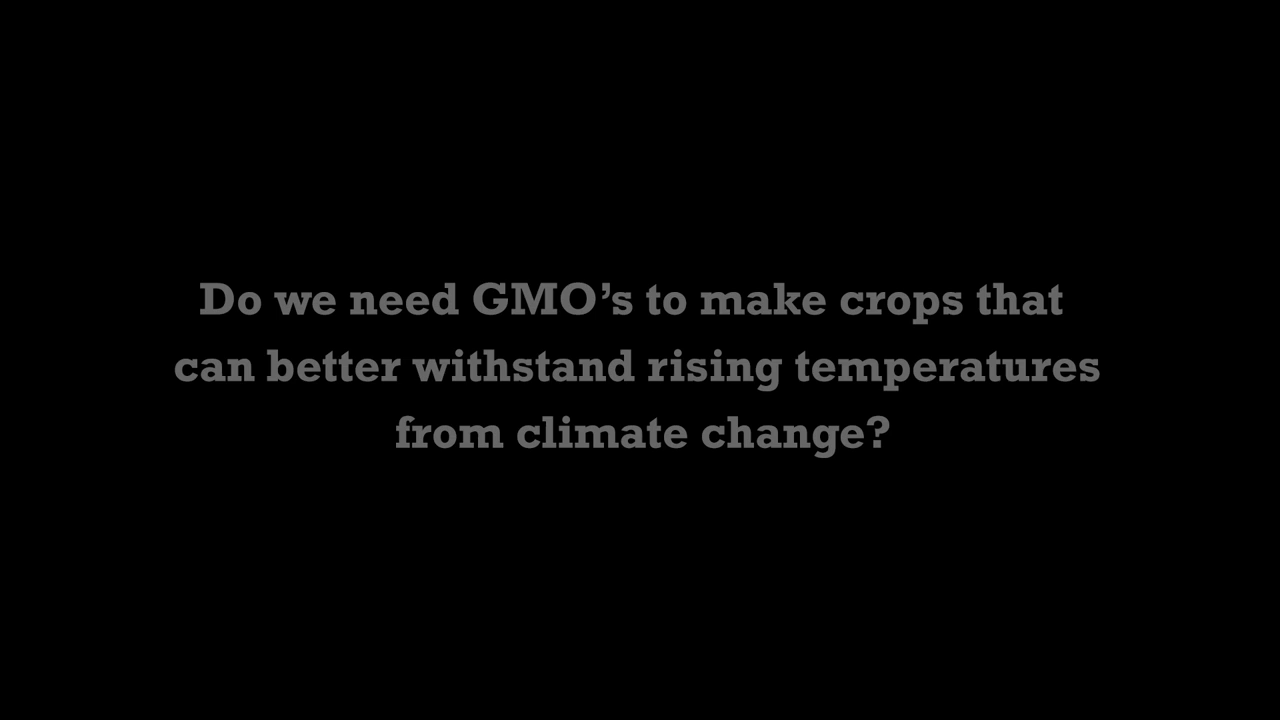 Do we need GMO’s to make crops that
can better withstand rising temperatures
from climate change?